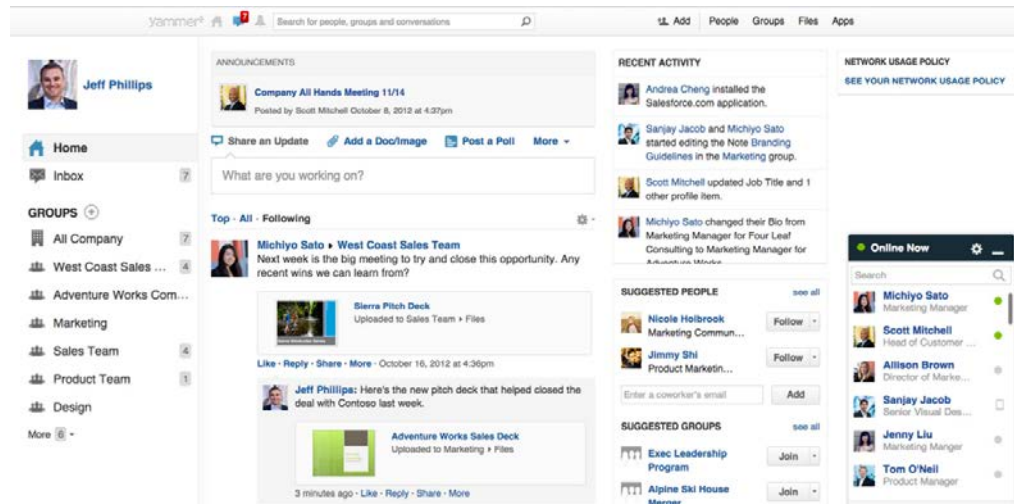 yammer
7
Search for people, groups and conversations
Add
People
Groups
Files
Apps
Jeff Phillips
Home
Inbox
7
GROUPS
All Company
7
West Coast Sales ...
4
Adventure Works Com...
Marketing
Sales Team
4
Product Team
1
Design
More 6
ANNOUNCEMENTS
Company All Hands Meeting 11/14
Posted by Scott Mitchell October 8, 2012 at 4:37pm
Share an Update
Add a Doc/Image
Post a Poll
More
What are you working on?
Top · All · Following
Michiyo Sato ▸ West Coast Sales Team
Next week is the big meeting to try and close this opportunity. Any
recent wins we can learn from?
Sierra Pitch Deck
Uploaded to Sales Team ▸ Files
Like · Reply · Share · More · October 16, 2012 at 4:36pm
Jeff Phillips: Here's the new pitch deck that helped closed the
deal with Contoso last week.
Adventure Works Sales Deck
Uploaded to Marketing ▸ Files
3 minutes ago · Like · Reply · Share · More
RECENT ACTIVITY
Andrea Cheng installed the
Salesforce.com application.
Sanjay Jacob and Michiyo Sato
started editing the Note Branding
Guidelines in the Marketing group.
Scott Mitchell updated Job Title and 1
other profile item.
Michiyo Sato changed their Bio from
Marketing Manager for Four Leaf
Consulting to Marketing Manager for
Adventure Works
SUGGESTED PEOPLE
see all
Nicole Holbrook
Marketing Commun...
Follow
Jimmy Shi
Product Marketin...
Follow
Enter a coworker's email
Add
SUGGESTED GROUPS
see all
Exec Leadership
Program
Join
Alpine Ski House
Merger
Join
NETWORK USAGE POLICY
SEE YOUR NETWORK USAGE POLICY
Online Now
Search
Michiyo Sato
Marketing Manager
Scott Mitchell
Head of Customer ...
Allison Brown
Director of Marke...
Sanjay Jacob
Senior Visual Des...
Jenny Liu
Marketing Manger
Tom O'Neil
Product Manager